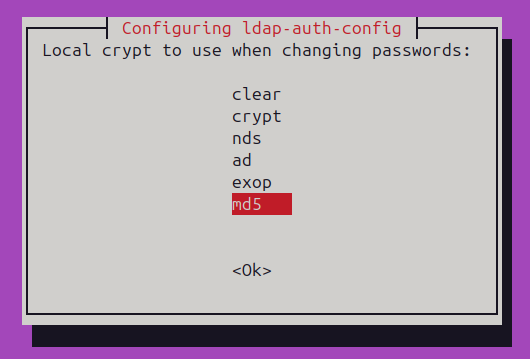 Configuring ldap-auth-config
Local crypt to use when changing passwords:
clear
crypt
nds
ad
exop
md5
<Ok>